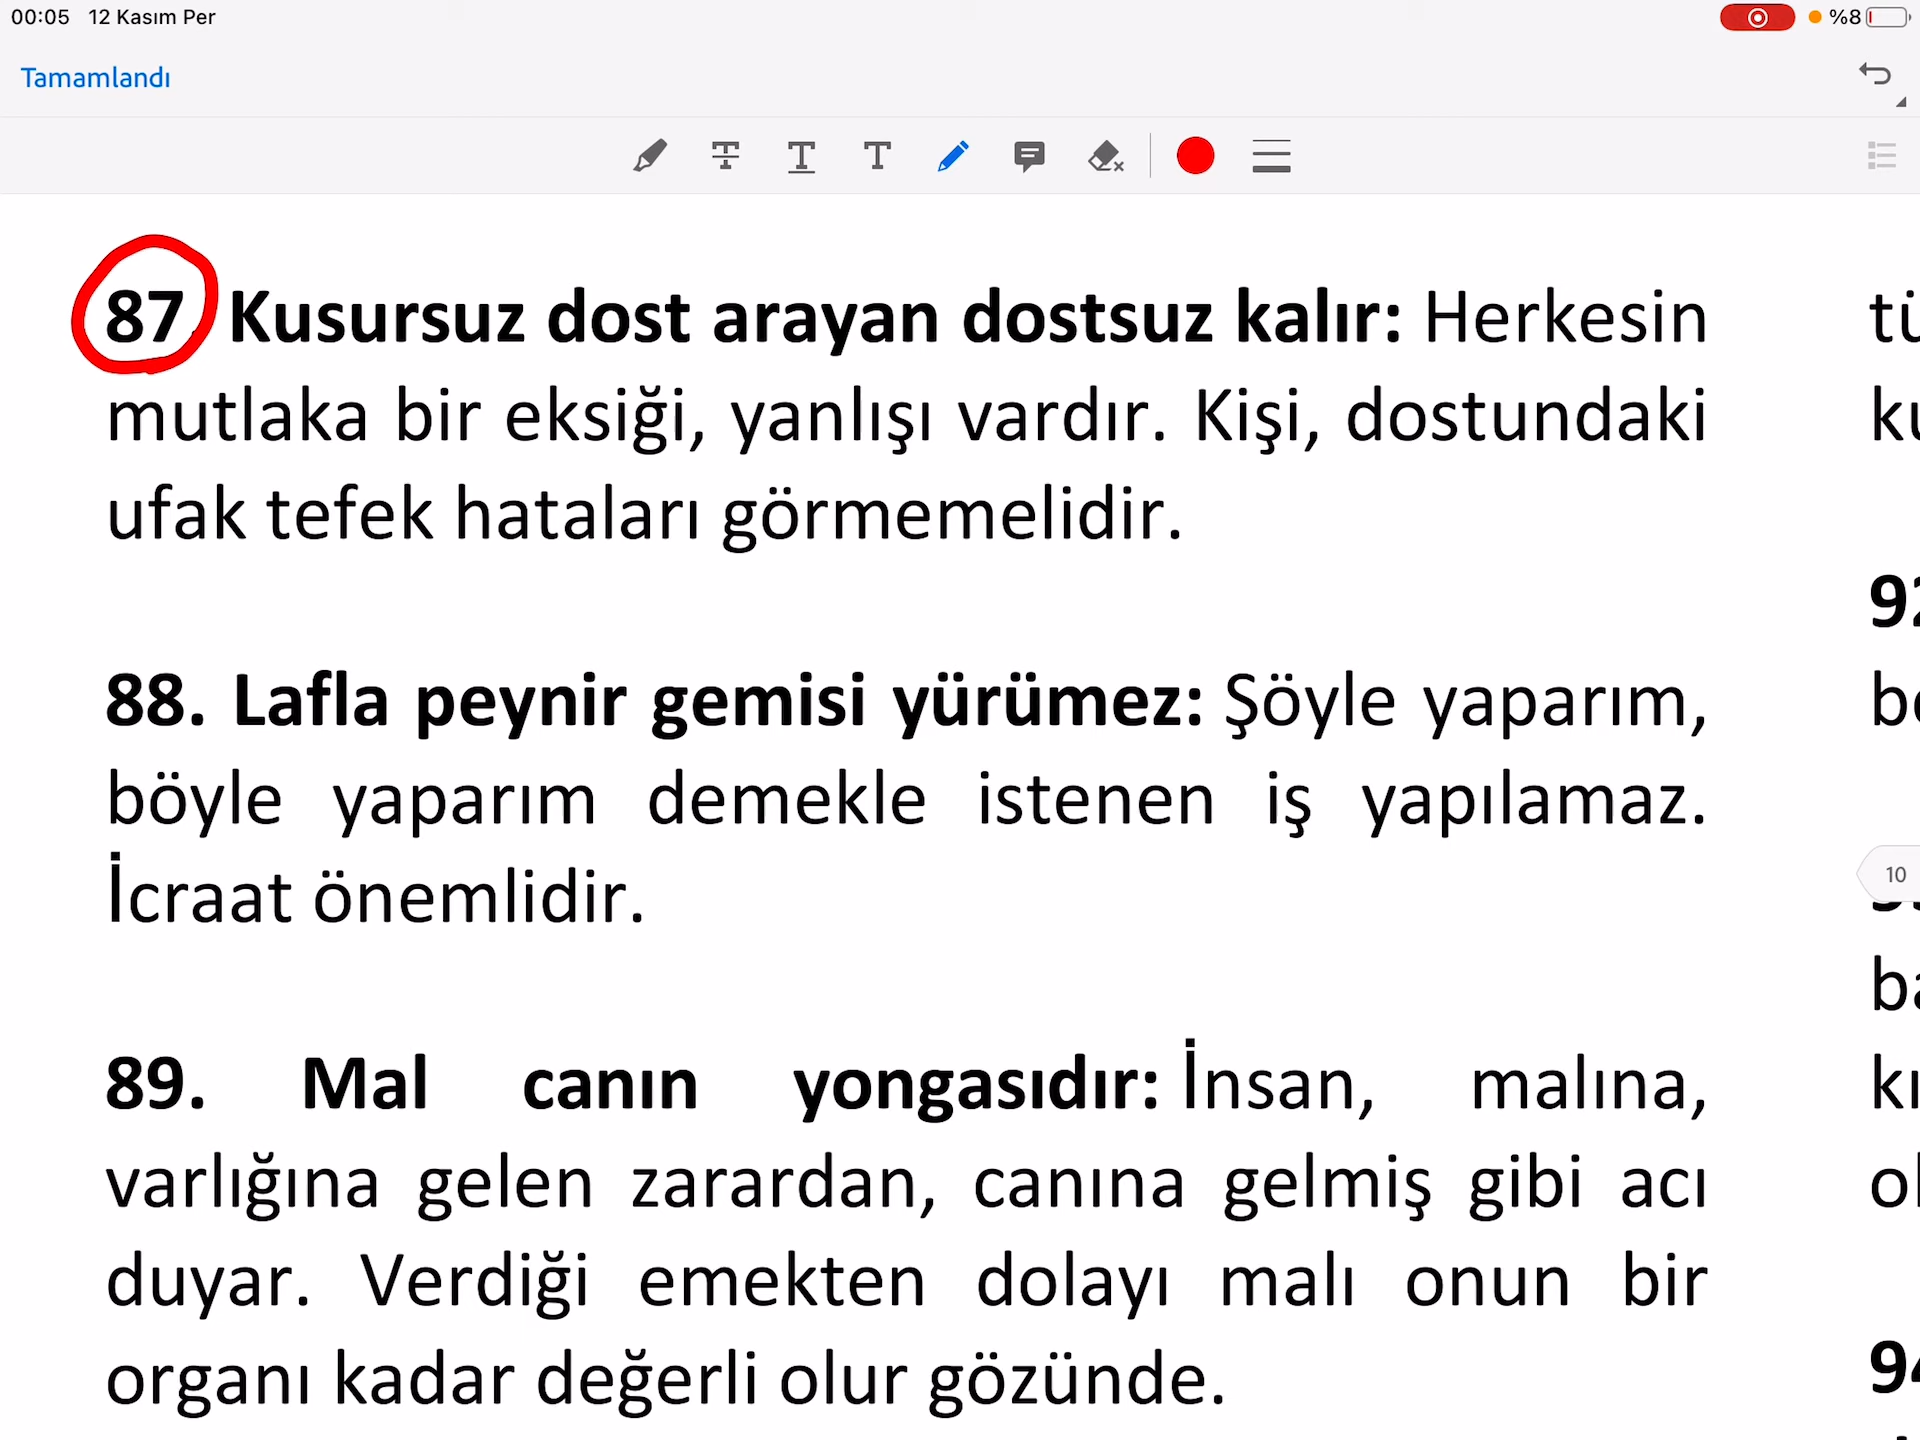 00:05 12 Kasım Per
%8
Tamamlandı
87. Kusursuz dost arayan dostsuz kalır: Herkesin
mutlaka bir eksiği, yanlışı vardır. Kişi, dostundaki
ufak tefek hataları görmemelidir.
88. Lafla peynir gemisi yürümez: Şöyle yaparım,
böyle yaparım demekle istenen iş yapılamaz.
İcraat önemlidir.
89. Mal canın yongasıdır: İnsan, malına,
varlığına gelen zarardan, canına gelmiş gibi acı
duyar. Verdiği emekten dolayı malı onun bir
organı kadar değerli olur gözünde.
10